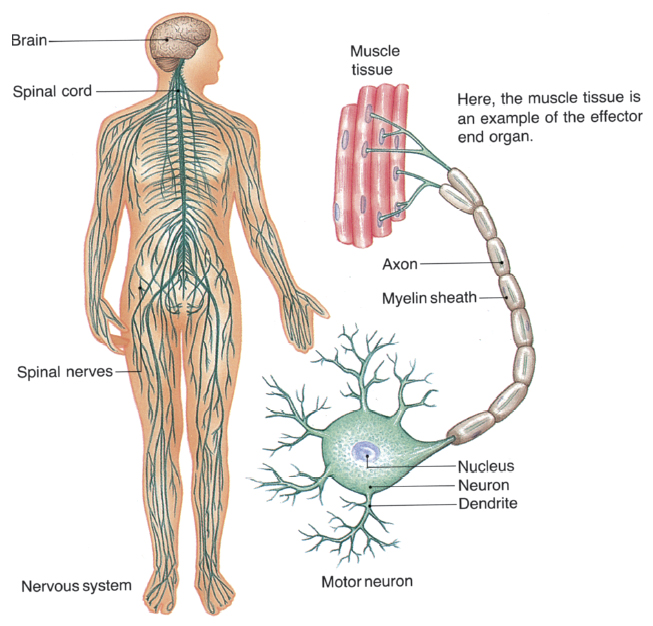 Brain
Spinal cord
Spinal nerves
Nervous system
Muscle
tissue
Here, the muscle tissue is
an example of the effector
end organ.
Axon
Myelin sheath
Nucleus
Neuron
Dendrite
Motor neuron